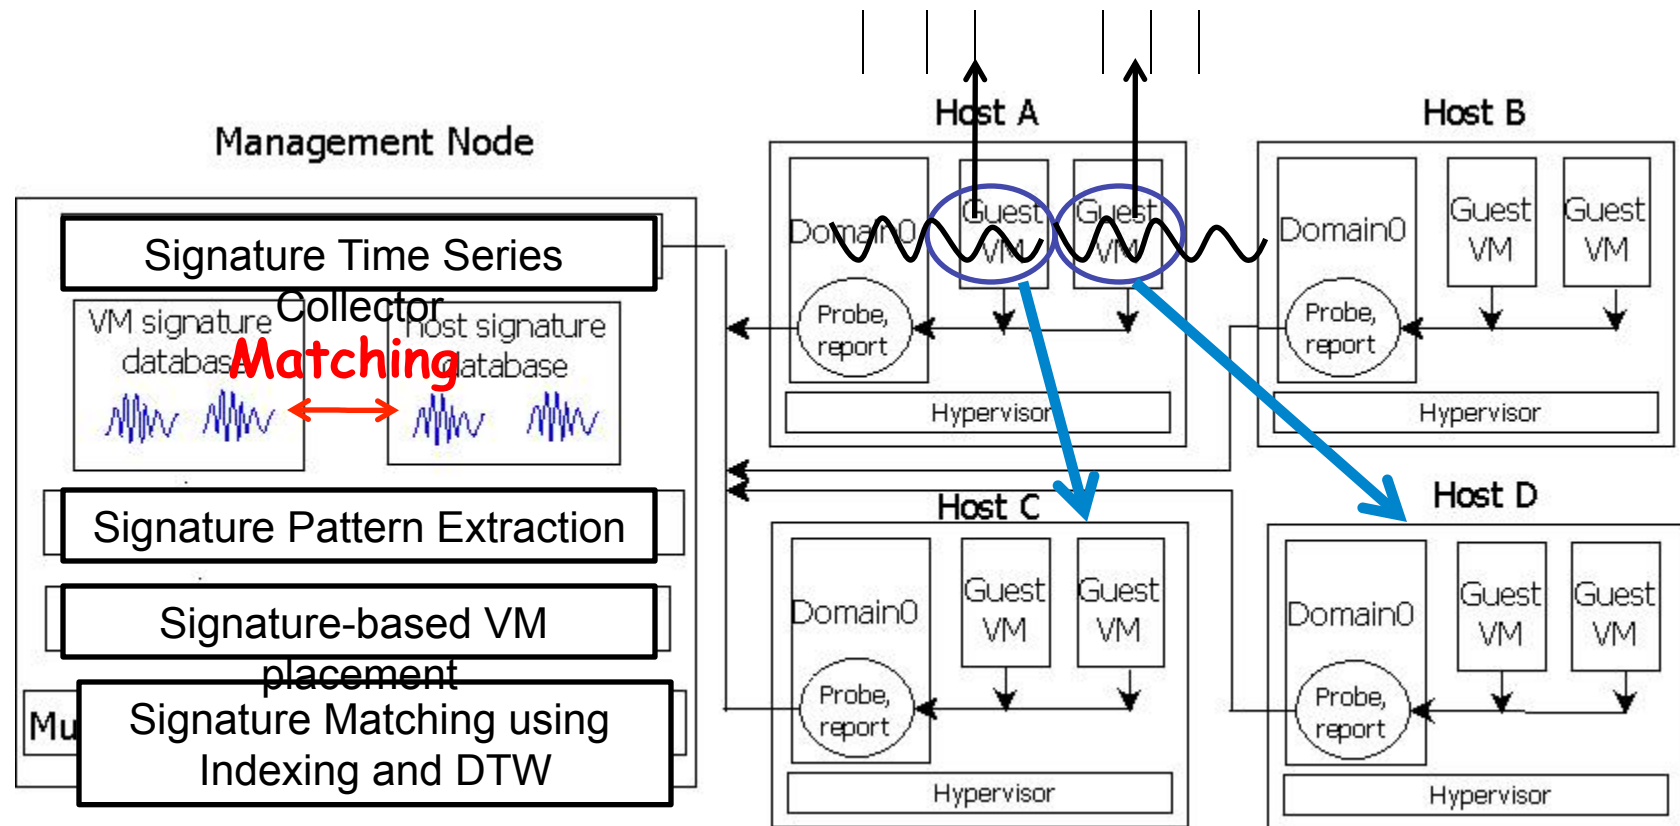 Management Node
Signature Time Series
Collector
VM signature
database
host signature
database
Matching
Signature Pattern Extraction
Signature-based VM
placement
Mu
Signature Matching using
Indexing and DTW
Host A
Domain0
Guest
VM
Guest
VM
Probe,
report
Hypervisor
Host B
Domain0
Guest
VM
Guest
VM
Probe,
report
Hypervisor
Host C
Domain0
Guest
VM
Guest
VM
Probe,
report
Hypervisor
Host D
Domain0
Guest
VM
Guest
VM
Probe,
report
Hypervisor